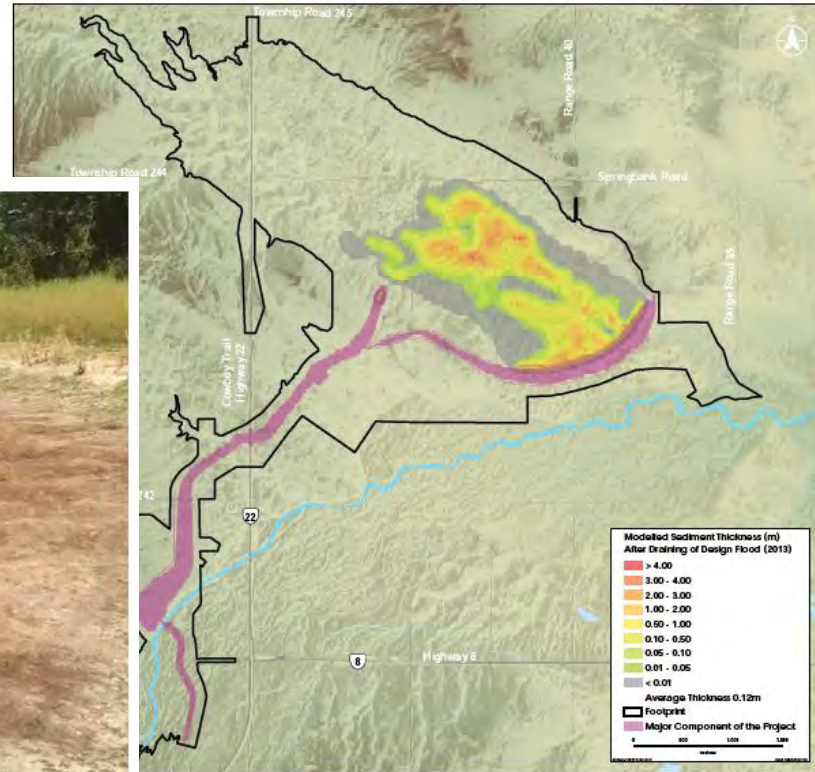 Township Road 245
Range Road 40
Township Road 244
Springbank Road
Range Road 35
Cowboy Trail
Highway 22
242
22
8
Modelled Sediment Thickness (m)
After Draining of Design Flood (2013)
> 4.00
3.00 - 4.00
2.00 - 3.00
1.00 - 2.00
0.50 - 1.00
0.10 - 0.50
0.05 - 0.10
0.01 - 0.05
< 0.01
Average Thickness 0.12m
Footprint
Major Component of the Project
0